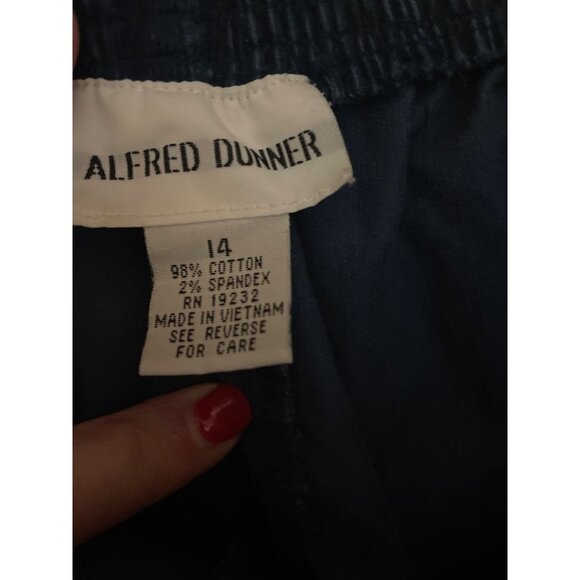 ALFRED DUNNER
14
98% COTTON
2% SPANDEX
RN 19232
MADE IN VIETNAM
SEE REVERSE
FOR CARE